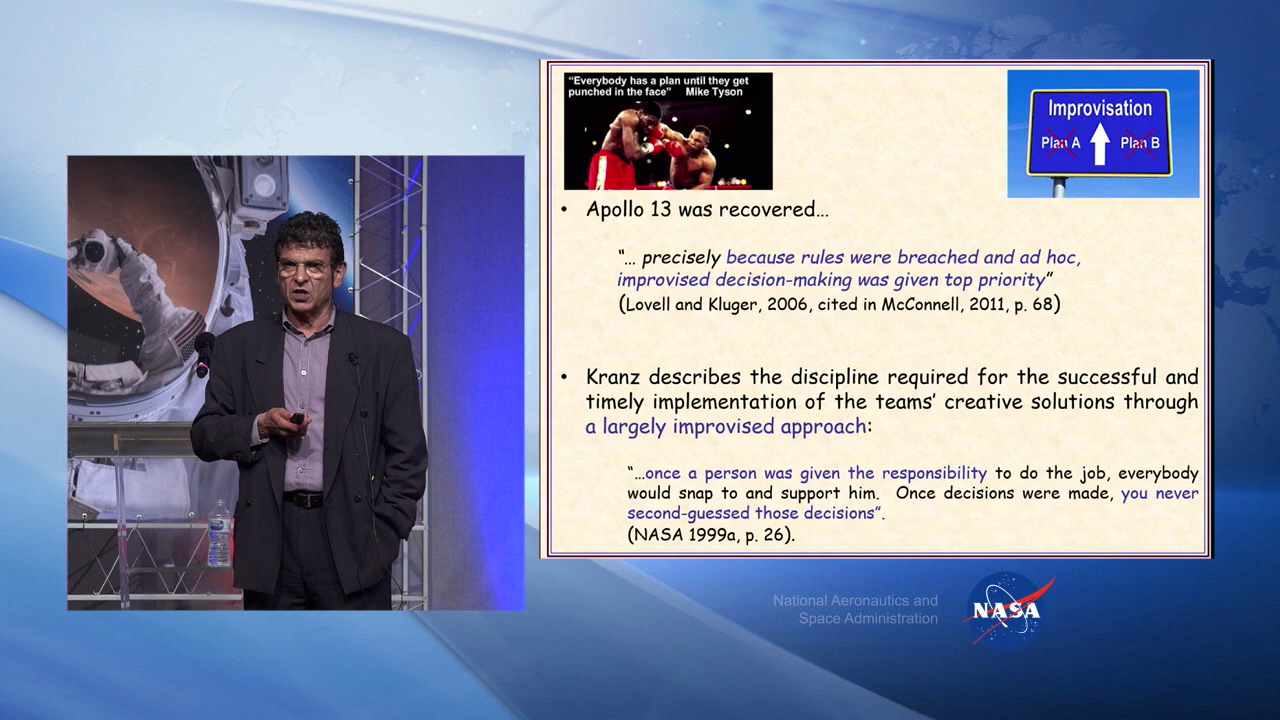 “Everybody has a plan until they get
punched in the face” Mike Tyson
Improvisation
Plan A Plan B
• Apollo 13 was recovered…
“… precisely because rules were breached and ad hoc,
improvised decision-making was given top priority”
(Lovell and Kluger, 2006, cited in McConnell, 2011, p. 68)
• Kranz describes the discipline required for the successful and
timely implementation of the teams’ creative solutions through
a largely improvised approach:
“…once a person was given the responsibility to do the job, everybody
would snap to and support him. Once decisions were made, you never
second-guessed those decisions”.
(NASA 1999a, p. 26).
National Aeronautics and
Space Administration
NASA